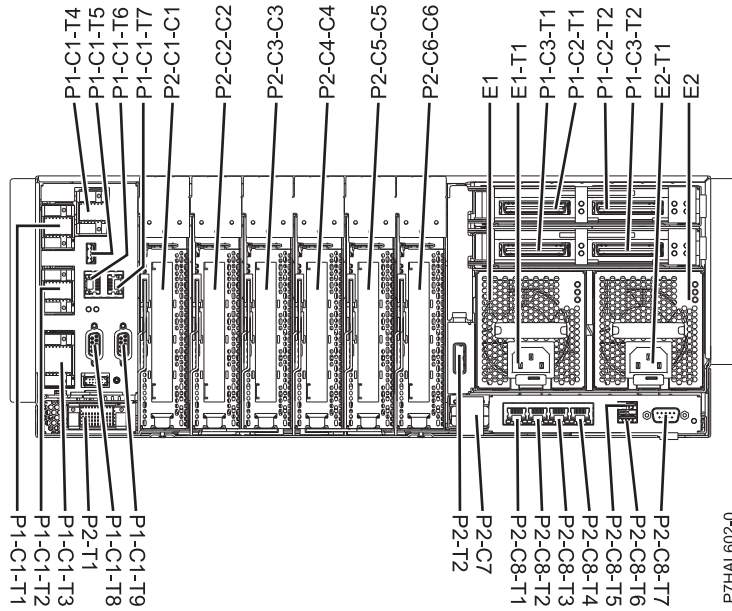 P1-C1-T4
P1-C1-T5
P1-C1-T6
P1-C1-T7
P2-C1-C1
P2-C2-C2
P2-C3-C3
P2-C4-C4
P2-C5-C5
P2-C6-C6
E1
E1-T1
P1-C3-T1
P1-C2-T1
P1-C2-T2
P1-C3-T2
E2-T1
E2
P1-C1-T1
P1-C1-T2
P1-C1-T3
P2-T1
P1-C1-T8
P1-C1-T9
P2-T2
P2-C7
P2-C8-T1
P2-C8-T2
P2-C8-T3
P2-C8-T4
P2-C8-T5
P2-C8-T6
P2-C8-T7
P7HAL602-0